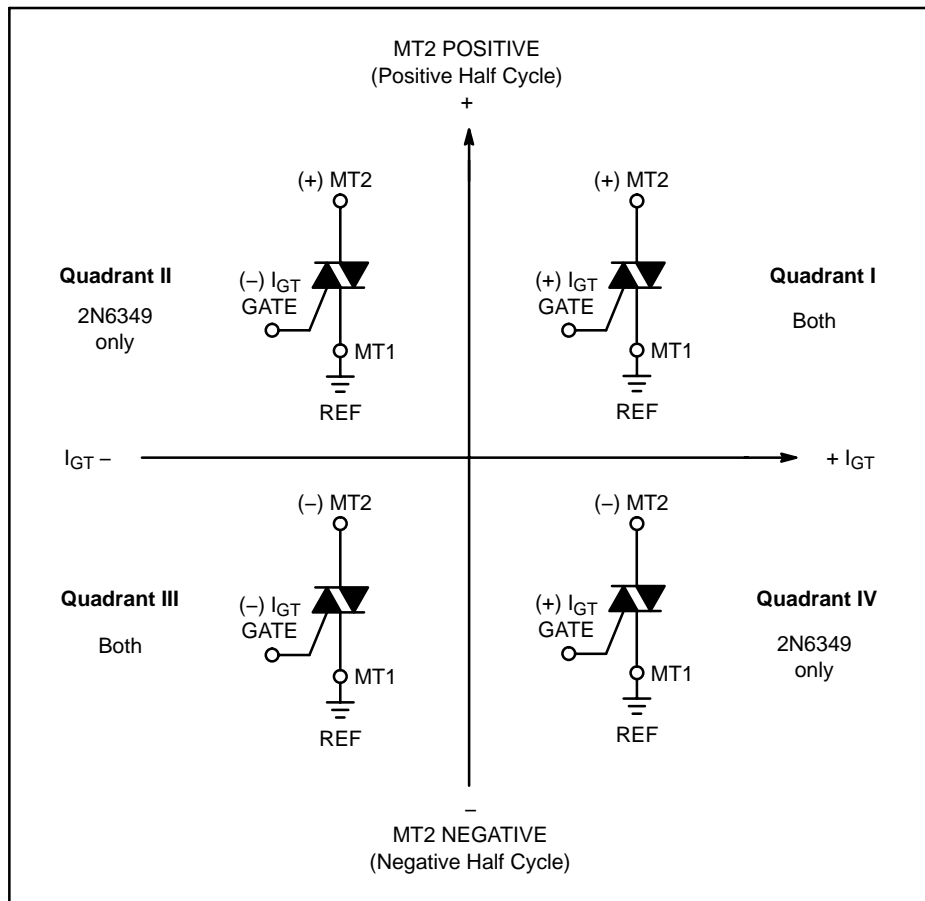 MT2 POSITIVE
(Positive Half Cycle)
+
(+) MT2
(+) MT2
Quadrant II
(–) IGT
GATE
(+) IGT
GATE
Quadrant I
2N6349
only
Both
MT1
MT1
REF
REF
IGT –
+ IGT
(–) MT2
(–) MT2
Quadrant III
(–) IGT
GATE
(+) IGT
GATE
Quadrant IV
Both
2N6349
only
MT1
MT1
REF
REF
–
MT2 NEGATIVE
(Negative Half Cycle)